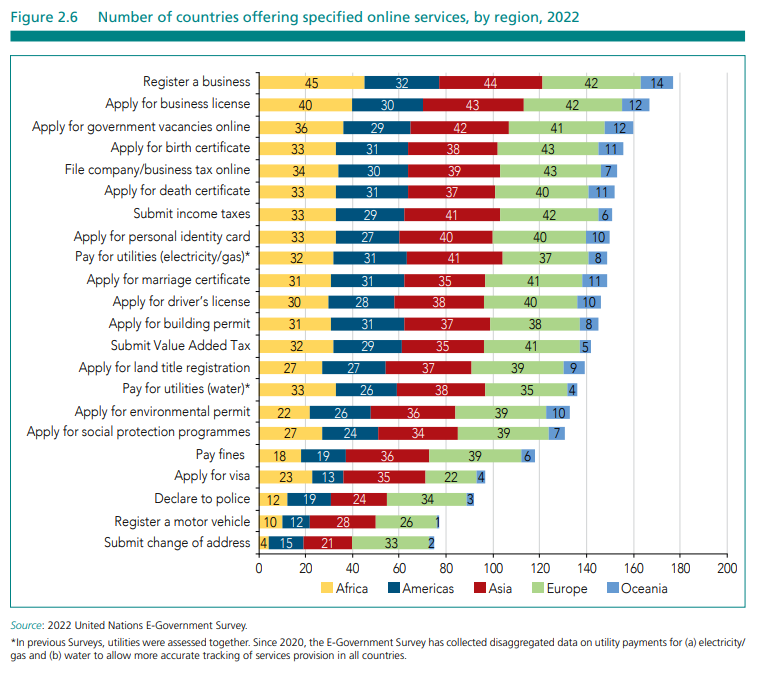 Figure 2.6 Number of countries offering specified online services, by region, 2022
Register a business 45 32 44 42 14
Apply for business license 40 30 43 42 12
Apply for government vacancies online 36 29 42 41 12
Apply for birth certificate 33 31 38 43 11
File company/business tax online 34 30 39 43 7
Apply for death certificate 33 31 37 40 11
Submit income taxes 33 29 41 42 6
Apply for personal identity card 33 27 40 40 10
Pay for utilities (electricity/gas)* 32 31 41 37 8
Apply for marriage certificate 31 31 35 41 11
Apply for driver's license 30 28 38 40 10
Apply for building permit 31 31 37 38 8
Submit Value Added Tax 32 29 35 41 5
Apply for land title registration 27 27 37 39 9
Pay for utilities (water)* 33 26 38 35 4
Apply for environmental permit 22 26 36 39 10
Apply for social protection programmes 27 24 34 39 7
Pay fines 18 19 36 39 6
Apply for visa 23 13 35 22 4
Declare to police 12 19 24 34 3
Register a motor vehicle 10 12 28 26 1
Submit change of address 4 15 21 33 2
0 20 40 60 80 100 120 140 160 180 200
Africa Americas Asia Europe Oceania
Source: 2022 United Nations E-Government Survey.
*In previous Surveys, utilities were assessed together. Since 2020, the E-Government Survey has collected disaggregated data on utility payments for (a) electricity/
gas and (b) water to allow more accurate tracking of services provision in all countries.